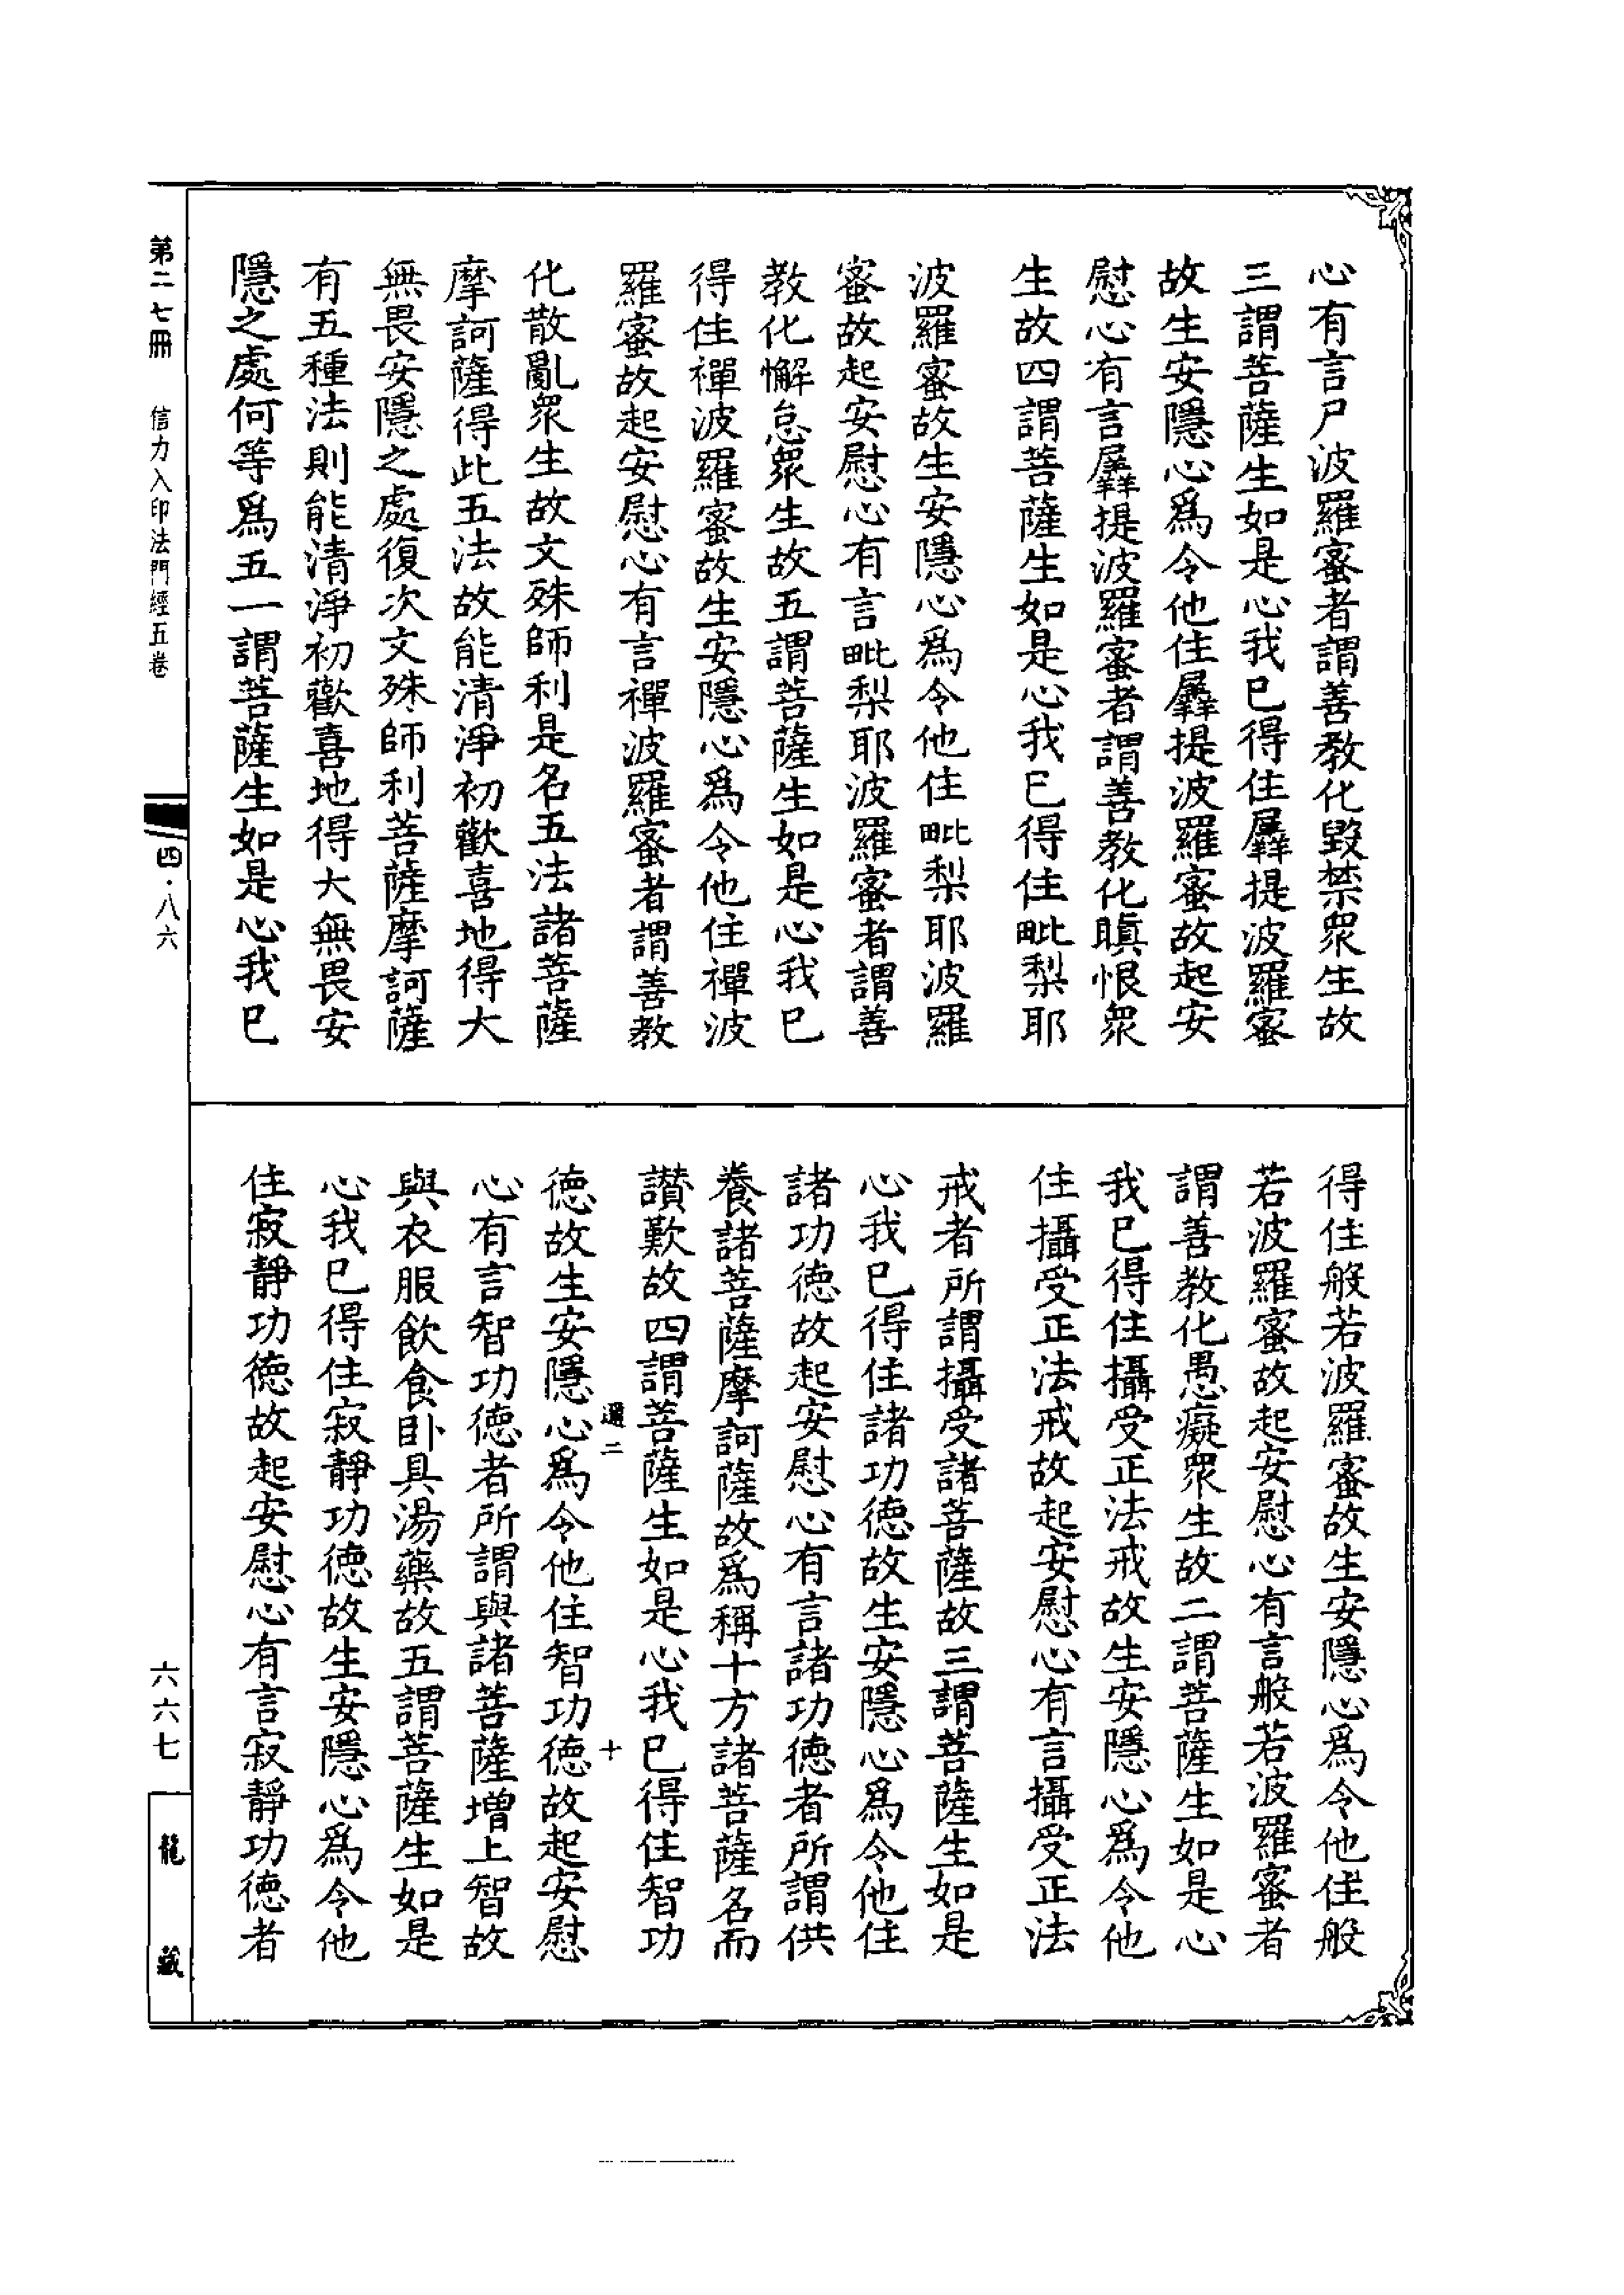 心有言尸波羅蜜者謂善教化毀禁眾生故
三謂菩薩生如是心我已得住羼提波羅蜜
故生安隱心爲令他住羼提波羅蜜故起安
慰心有言羼提波羅蜜者謂善教化瞋恨眾
生故四謂菩薩生如是心我已得住毗梨耶
波羅蜜故生安隱心爲令他住毗梨耶波羅
蜜故起安慰心有言毗梨耶波羅蜜者謂善
教化懈怠眾生故五謂菩薩生如是心我已
得住禪波羅蜜故生安隱心爲令他住禪波
羅蜜故起安慰心有言禪波羅蜜者謂善教
化散亂眾生故文殊師利是名五法諸菩薩
摩訶薩得此五法故能清淨初歡喜地得大
無畏安隱之處復次文殊師利菩薩摩訶薩
有五種法則能清淨初歡喜地得大無畏安
隱之處何等爲五一謂菩薩生如是心我已
得住般若波羅蜜故生安隱心爲令他住般
若波羅蜜故起安慰心有言般若波羅蜜者
謂善教化愚癡眾生故二謂菩薩生如是心
我已得住攝受正法戒故生安隱心爲令他
住攝受正法戒故起安慰心有言攝受正法
戒者所謂攝受諸菩薩故三謂菩薩生如是
心我已得住諸功德故生安隱心爲令他住
諸功德故起安慰心有言諸功德者所謂供
養諸菩薩摩訶薩故爲稱十方諸菩薩名而
讚歎故四謂菩薩生如是心我已得住智功
選二 十
德故生安隱心爲令他住智功德故起安慰
心有言智功德者所謂與諸菩薩增上智故
與衣服飲食臥具湯藥故五謂菩薩生如是
心我已得住寂靜功德故生安隱心爲令他
住寂靜功德故起安慰心有言寂靜功德者
第二七冊 信力入印法門經五卷
四·八六
六六七
龍藏